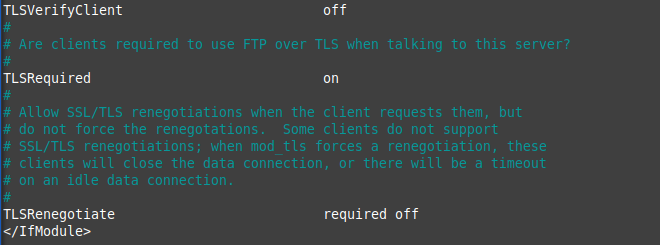 TLSVerifyClient off
#
# Are clients required to use FTP over TLS when talking to this server?
#
TLSRequired on
#
# Allow SSL/TLS renegotiations when the client requests them, but
# do not force the renegotations.  Some clients do not support
# SSL/TLS renegotiations; when mod_tls forces a renegotiation, these
# clients will close the data connection, or there will be a timeout
# on an idle data connection.
#
TLSRenegotiate required off
</IfModule>